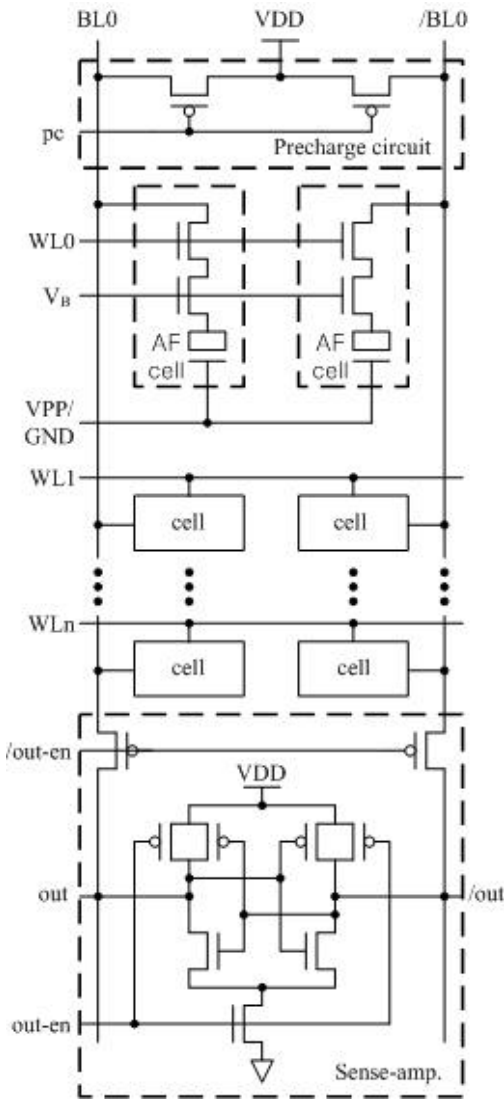 BL0 VDD /BL0
pc
Precharge circuit
WL0
V_B
AF cell
AF cell
VPP/
GND
WL1
cell cell
WLn
cell cell
/out-en
VDD
out /out
out-en
Sense-amp.